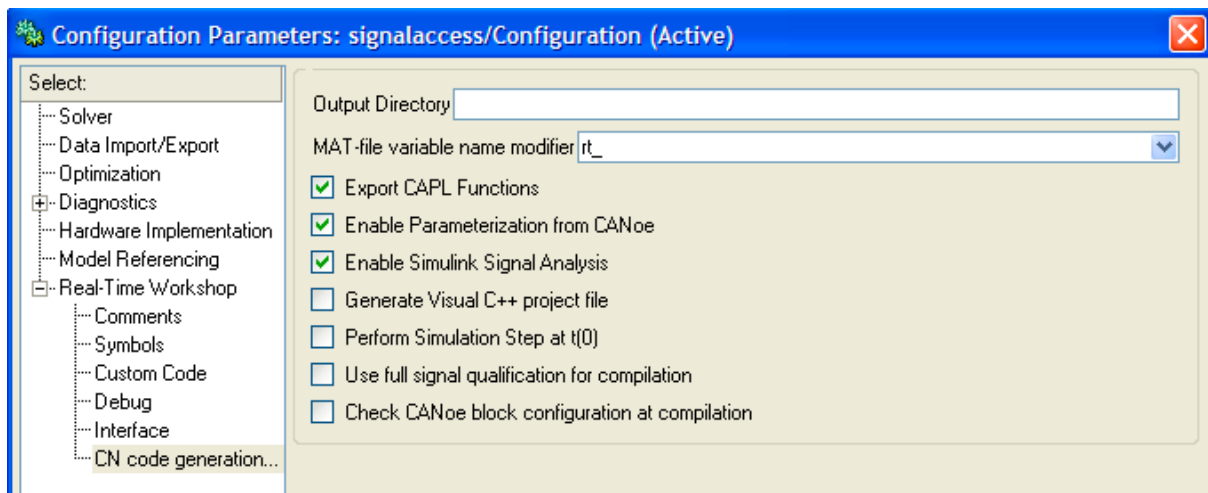 Configuration Parameters: signalaccess/Configuration (Active)
Select:
Solver
Data Import/Export
Optimization
Diagnostics
Hardware Implementation
Model Referencing
Real-Time Workshop
Comments
Symbols
Custom Code
Debug
Interface
CN code generation...
Output Directory
MAT-file variable name modifier rt_
Export CAPL Functions
Enable Parameterization from CANoe
Enable Simulink Signal Analysis
Generate Visual C++ project file
Perform Simulation Step at t(0)
Use full signal qualification for compilation
Check CANoe block configuration at compilation